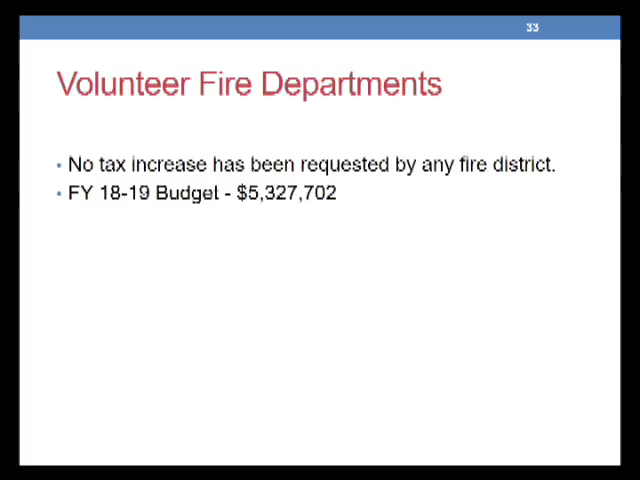 33
Volunteer Fire Departments
• No tax increase has been requested by any fire district.
• FY 18-19 Budget - $5,327,702